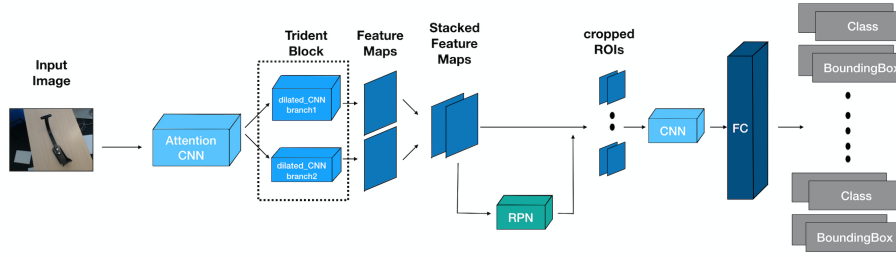 Input
Image
Attention
CNN
Trident
Block
dilated_CNN
branch1
dilated_CNN
branch2
Feature
Maps
Stacked
Feature
Maps
RPN
cropped
ROIs
CNN
FC
Class
BoundingBox
Class
BoundingBox